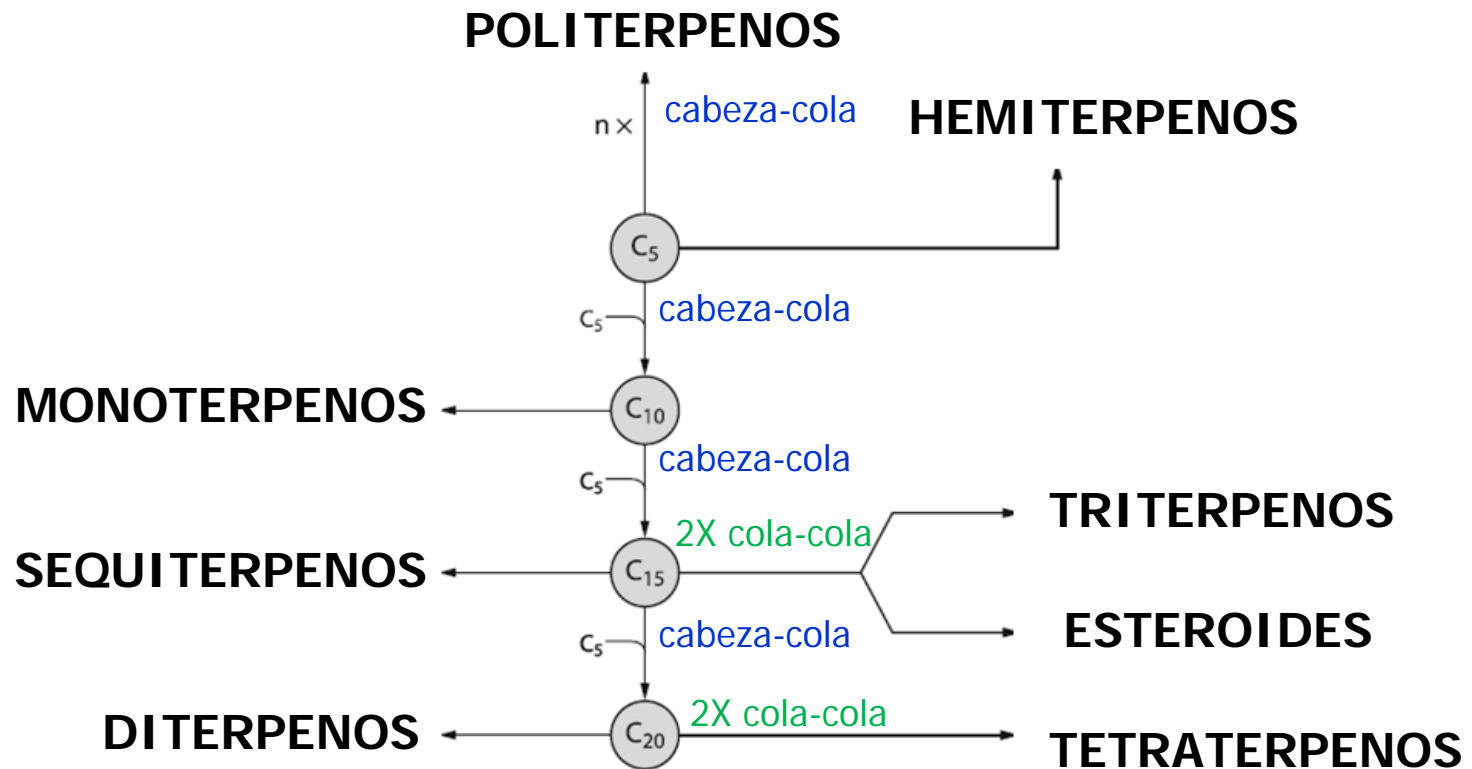 POLITERPENOS
n ×
cabeza-cola
HEMITERPENOS
C₅
C₅
cabeza-cola
MONOTERPENOS
C₁₀
C₅
cabeza-cola
2X cola-cola
TRITERPENOS
SEQUITERPENOS
C₁₅
ESTEROIDES
C₅
cabeza-cola
DITERPENOS
C₂₀
2X cola-cola
TETRATERPENOS